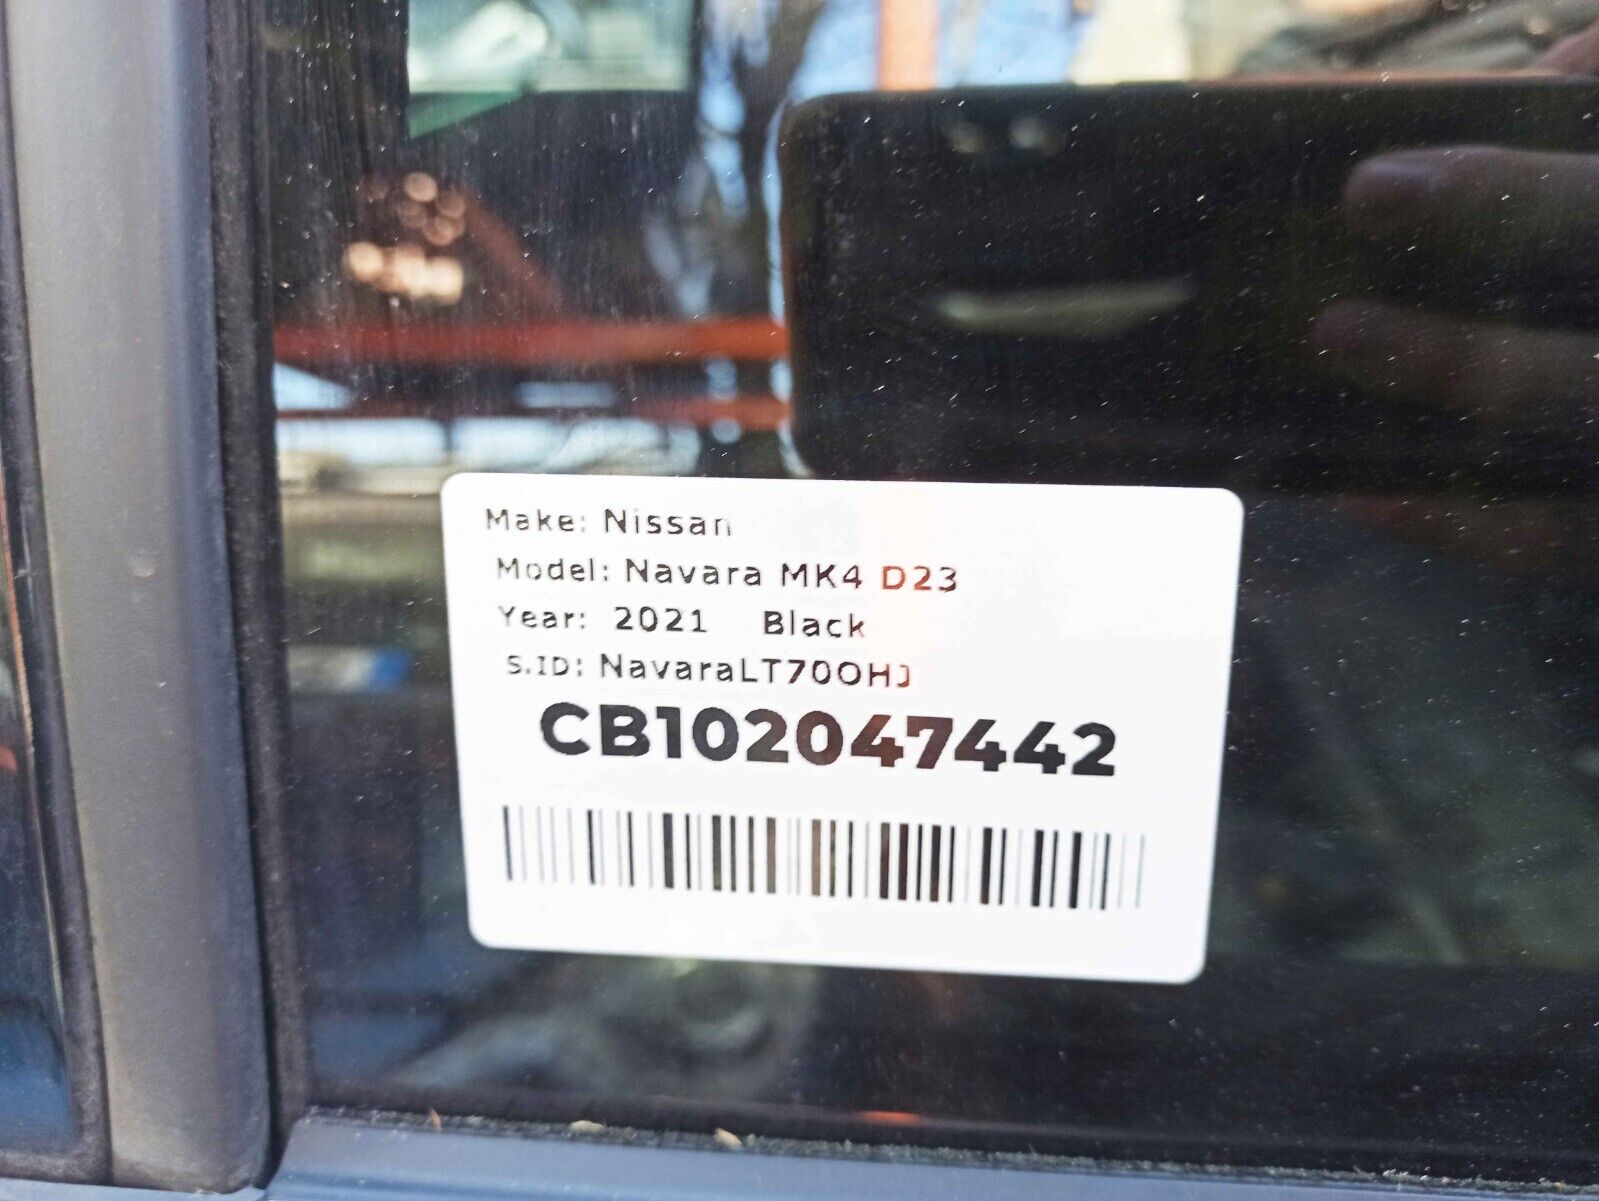 Make: Nissan
Model: Navara MK4 D23
Year: 2021 Black
S.ID: NavaraLT70OHJ
CB102047442